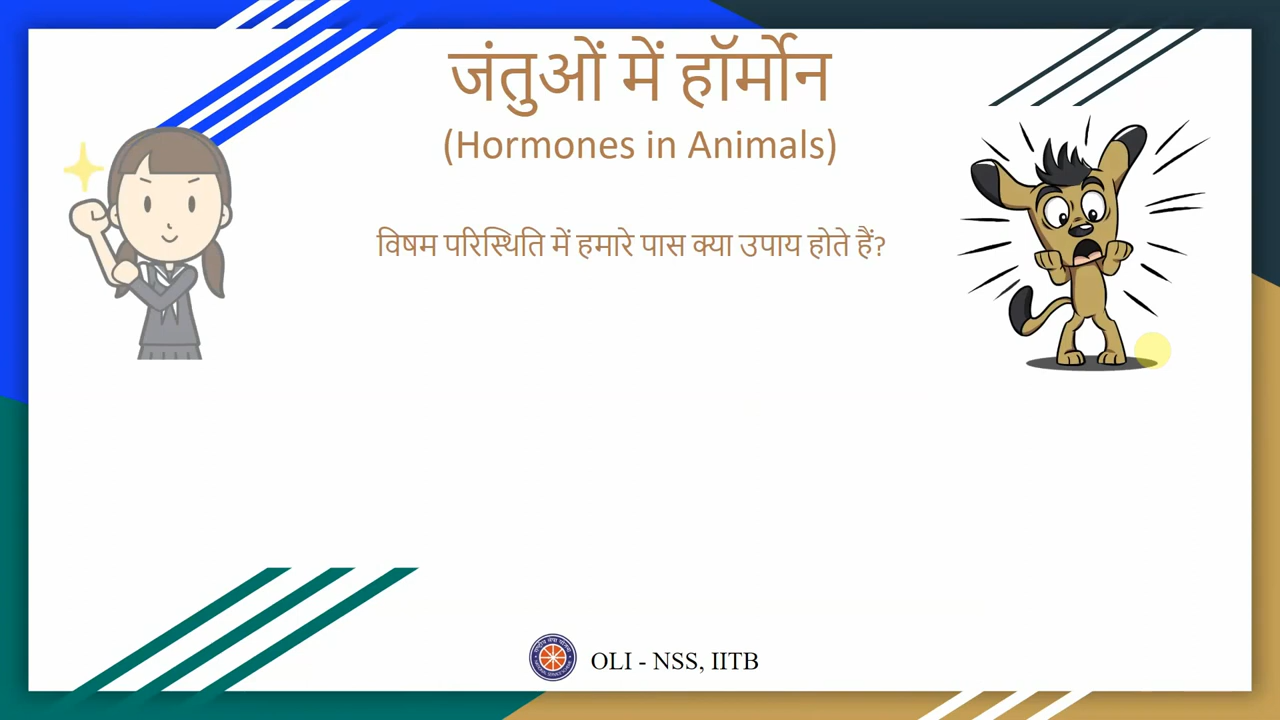 जंतुओं में हॉर्मोन
(Hormones in Animals)
विषम परिस्थिति में हमारे पास क्या उपाय होते हैं?
OLI - NSS, IITB